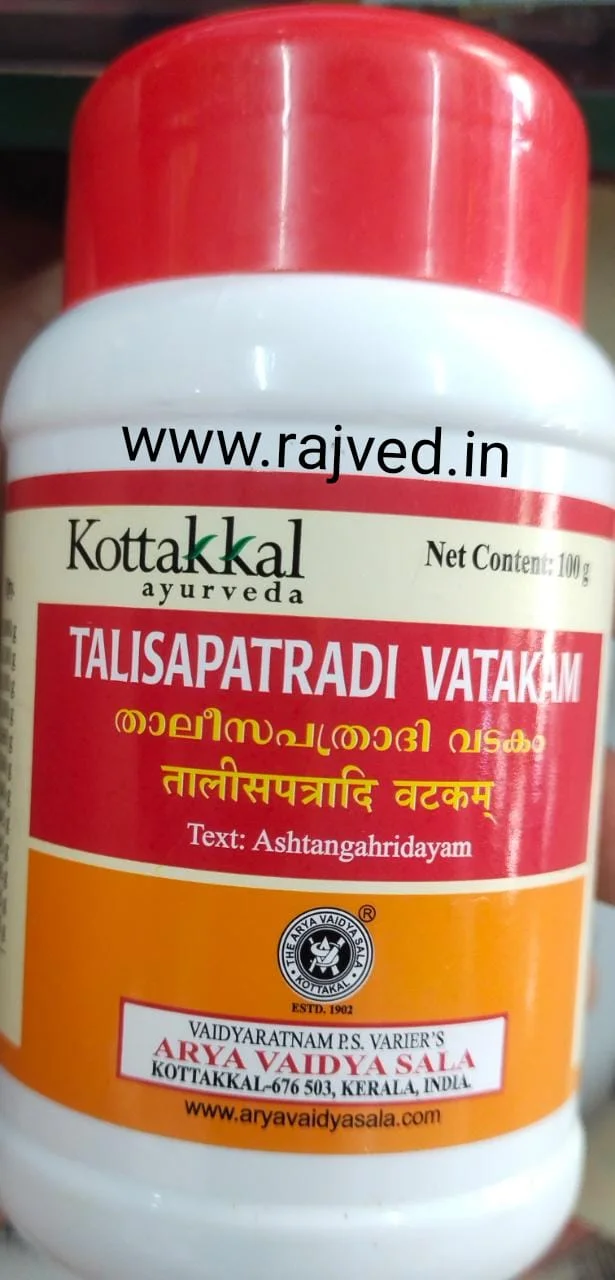 www.rajved.in
Kottakkal
ayurveda
Net Content: 100 g
TALISAPATRADI VATAKAM
താലീസപത്രാദി വടകം
तालीसपत्रादि वटकम्
Text: Ashtangahridayam
THE ARYA VAIDYA SALA
KOTTAKKAL
®
ESTD. 1902
VAIDYARATNAM P.S. VARIER'S
ARYA VAIDYA SALA
KOTTAKKAL-676 503, KERALA, INDIA.
www.aryavaidyasala.com